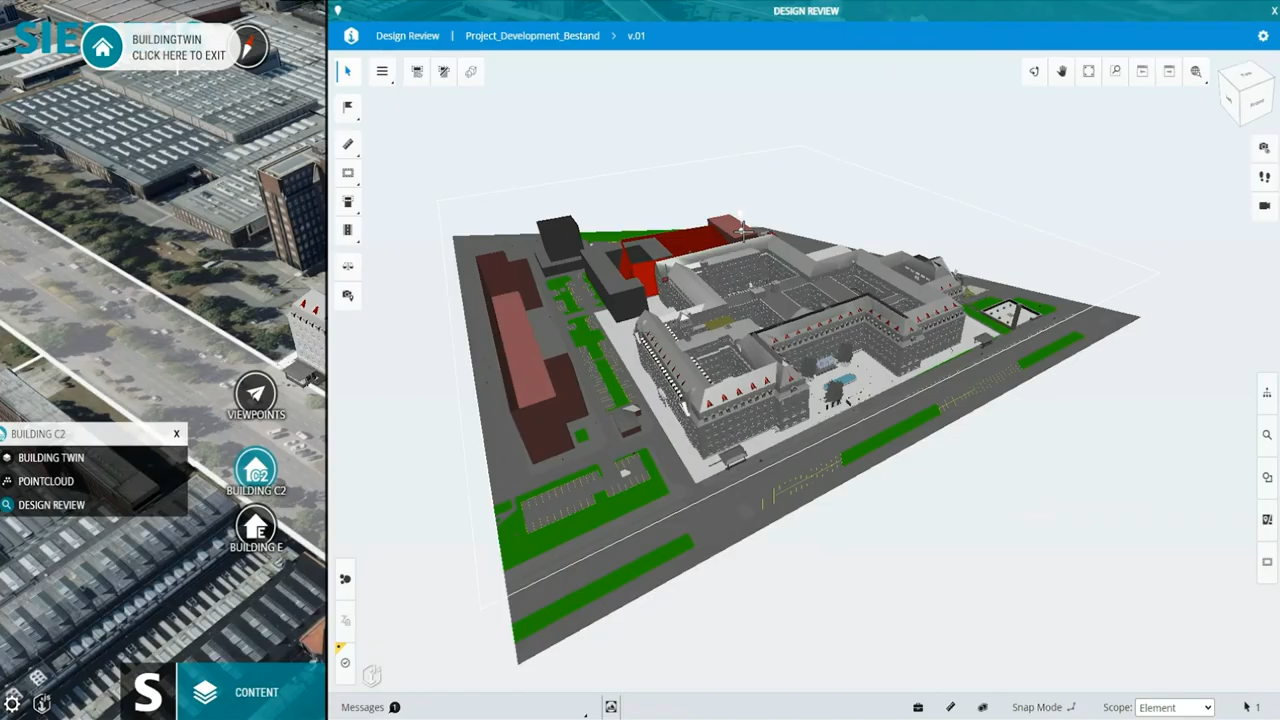 SIE
BUILDINGTWIN
CLICK HERE TO EXIT
VIEWPOINTS
BUILDING C2 X
BUILDING TWIN
POINTCLOUD
DESIGN REVIEW
C2
BUILDING C2
E
BUILDING E
S
CONTENT
DESIGN REVIEW X
Design Review | Project_Development_Bestand > v.01
Front
Messages 1
Snap Mode
Scope: Element
1